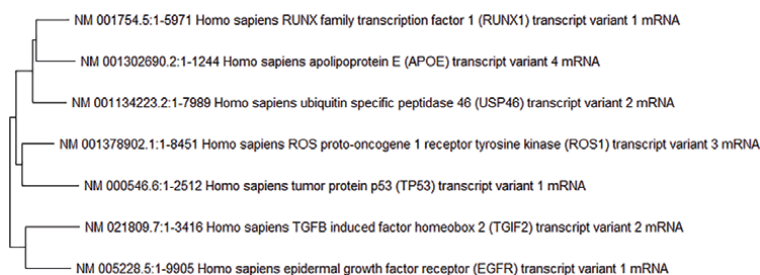 NM 001754.5:1-5971 Homo sapiens RUNX family transcription factor 1 (RUNX1) transcript variant 1 mRNA
NM 001302690.2:1-1244 Homo sapiens apolipoprotein E (APOE) transcript variant 4 mRNA
NM 001134223.2:1-7989 Homo sapiens ubiquitin specific peptidase 46 (USP46) transcript variant 2 mRNA
NM 001378902.1:1-8451 Homo sapiens ROS proto-oncogene 1 receptor tyrosine kinase (ROS1) transcript variant 3 mRNA
NM 000546.6:1-2512 Homo sapiens tumor protein p53 (TP53) transcript variant 1 mRNA
NM 021809.7:1-3416 Homo sapiens TGFB induced factor homeobox 2 (TGIF2) transcript variant 2 mRNA
NM 005228.5:1-9905 Homo sapiens epidermal growth factor receptor (EGFR) transcript variant 1 mRNA